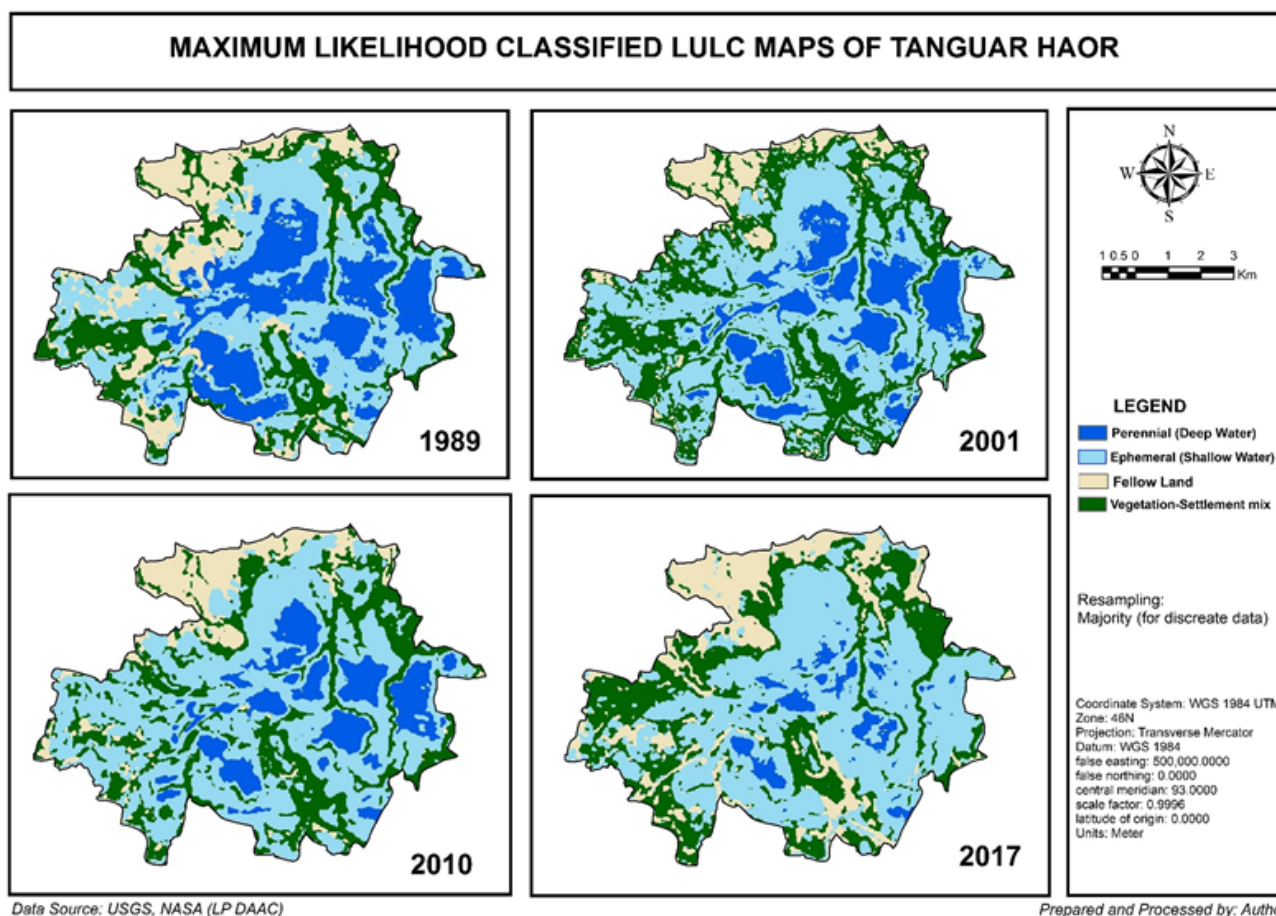 MAXIMUM LIKELIHOOD CLASSIFIED LULC MAPS OF TANGUAR HAOR
1989
2001
2010
2017
N
W E
S
1 0.5 0 1 2 3
Km
LEGEND
Perennial (Deep Water)
Ephemeral (Shallow Water)
Fellow Land
Vegetation-Settlement mix
Resampling:
Majority (for discreate data)
Coordinate System: WGS 1984 UTM
Zone: 46N
Projection: Transverse Mercator
Datum: WGS 1984
false easting: 500,000.0000
false northing: 0.0000
central meridian: 93.0000
scale factor: 0.9996
latitude of origin: 0.0000
Units: Meter
Data Source: USGS, NASA (LP DAAC)
Prepared and Processed by: Autho